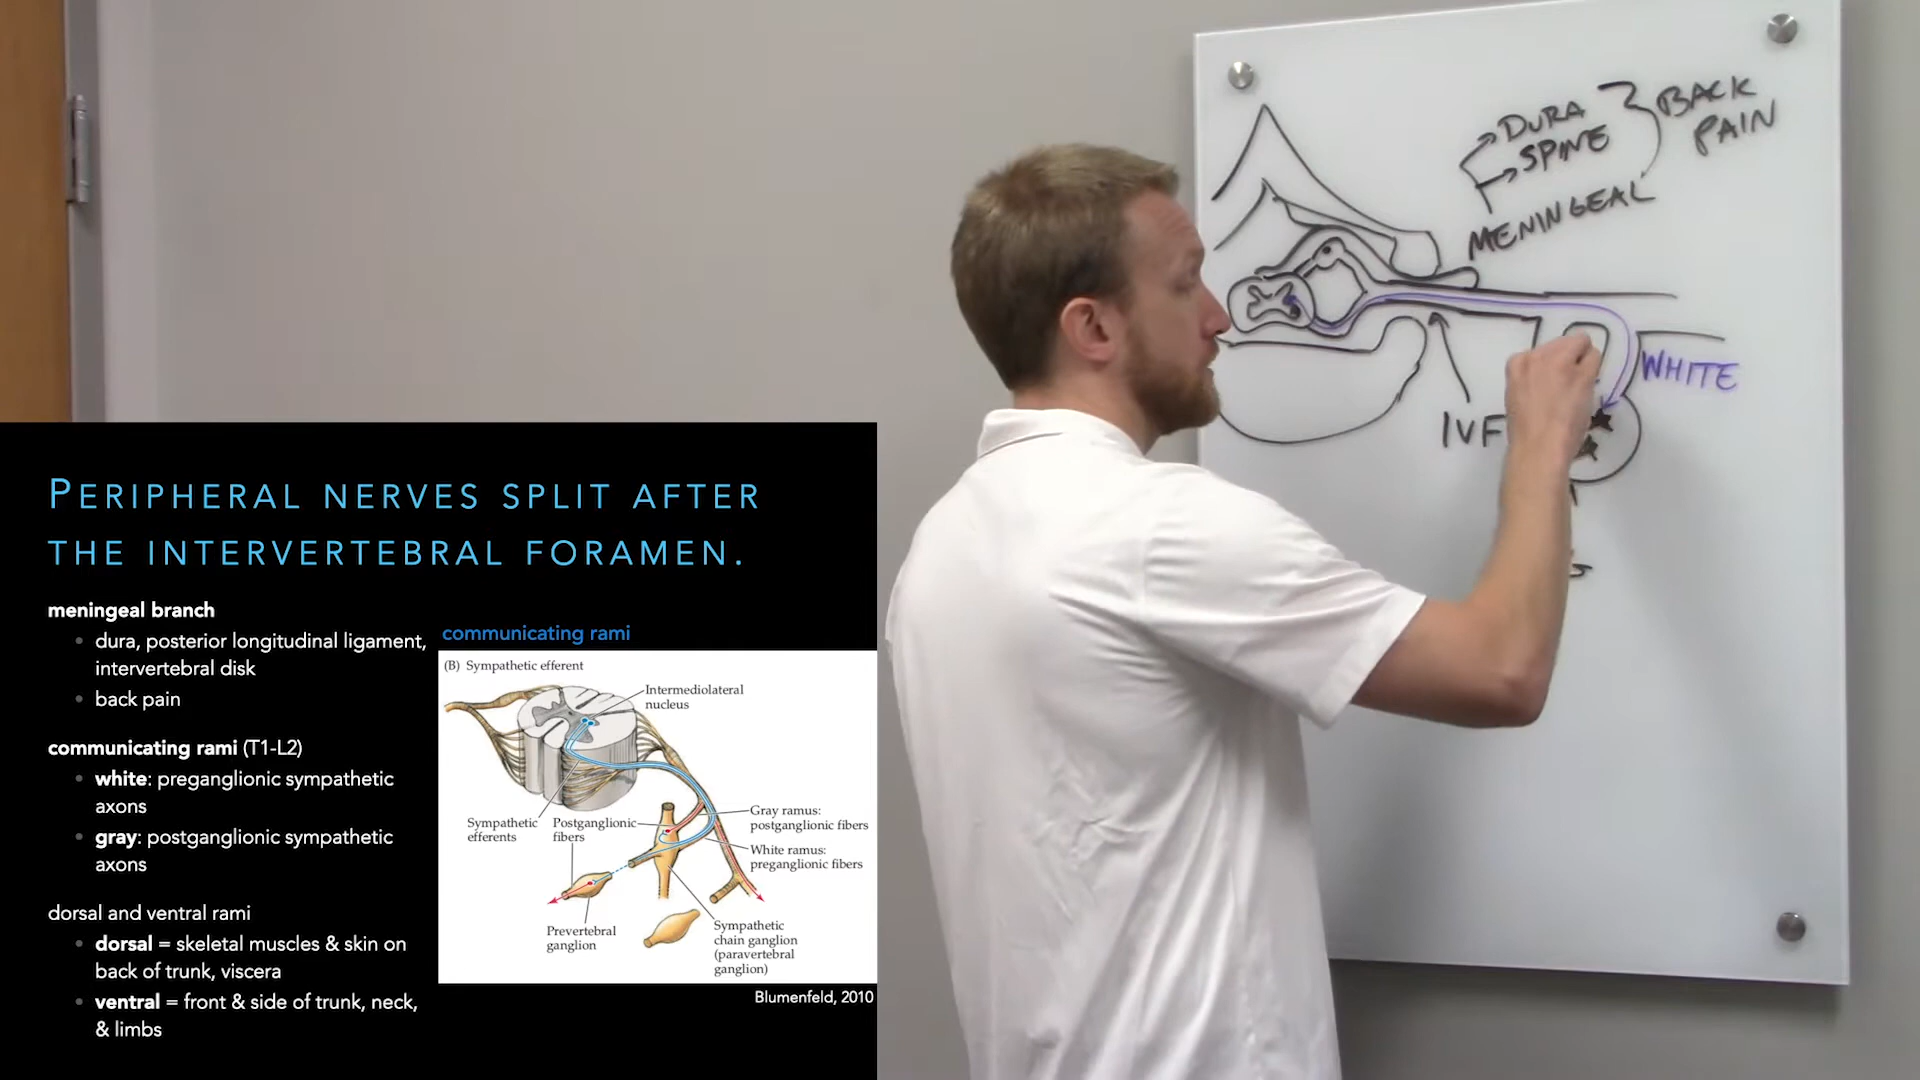 PERIPHERAL NERVES SPLIT AFTER
THE INTERVERTEBRAL FORAMEN.
meningeal branch
• dura, posterior longitudinal ligament,
intervertebral disk
• back pain
communicating rami (T1-L2)
• white: preganglionic sympathetic
axons
• gray: postganglionic sympathetic
axons
dorsal and ventral rami
• dorsal = skeletal muscles & skin on
back of trunk, viscera
• ventral = front & side of trunk, neck,
& limbs
communicating rami
(B) Sympathetic efferent
Intermediolateral
nucleus
Sympathetic
efferents
Postganglionic
fibers
Gray ramus:
postganglionic fibers
White ramus:
preganglionic fibers
Prevertebral
ganglion
Sympathetic
chain ganglion
(paravertebral
ganglion)
Blumenfeld, 2010
DURA
SPINE
BACK
PAIN
MENINGEAL
WHITE
IVF